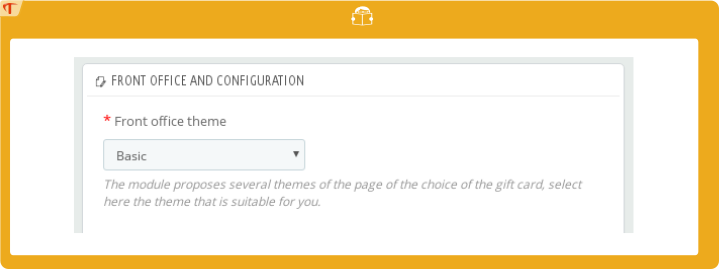 FRONT OFFICE AND CONFIGURATION
* Front office theme
Basic
The module proposes several themes of the page of the choice of the gift card, select
here the theme that is suitable for you.